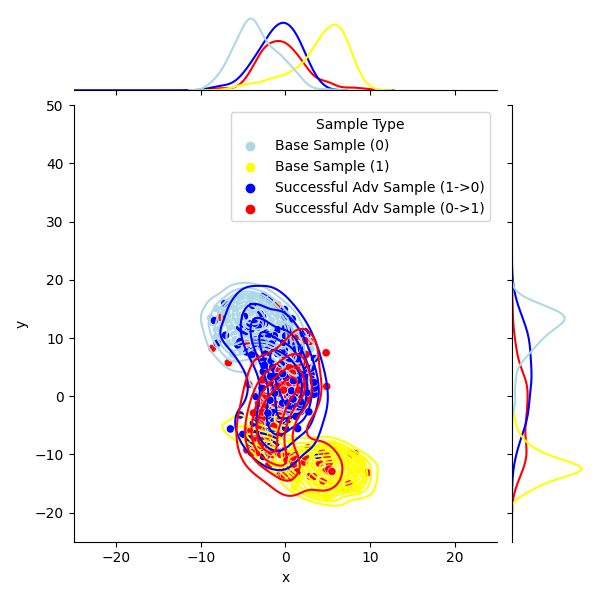 50
Sample Type
Base Sample (0)
Base Sample (1)
Successful Adv Sample (1->0)
Successful Adv Sample (0->1)
40
30
20
10
0
−10
−20
y
−20 −10 0 10 20
x